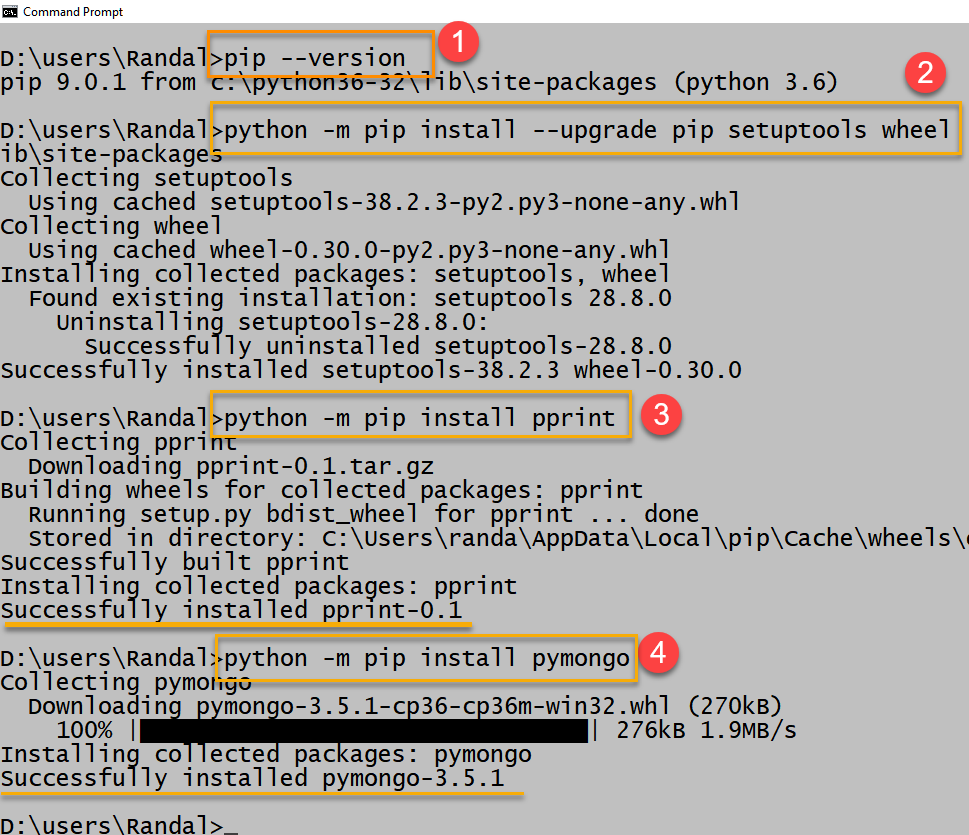 Command Prompt
1
D:\users\Randal>pip --version
pip 9.0.1 from c:\python36-32\lib\site-packages (python 3.6)
2
D:\users\Randal>python -m pip install --upgrade pip setuptools wheel
ib\site-packages
Collecting setuptools
  Using cached setuptools-38.2.3-py2.py3-none-any.whl
Collecting wheel
  Using cached wheel-0.30.0-py2.py3-none-any.whl
Installing collected packages: setuptools, wheel
  Found existing installation: setuptools 28.8.0
    Uninstalling setuptools-28.8.0:
      Successfully uninstalled setuptools-28.8.0
Successfully installed setuptools-38.2.3 wheel-0.30.0
D:\users\Randal>python -m pip install pprint 3
Collecting pprint
  Downloading pprint-0.1.tar.gz
Building wheels for collected packages: pprint
  Running setup.py bdist_wheel for pprint ... done
  Stored in directory: C:\Users\randa\AppData\Local\pip\Cache\wheels\
Successfully built pprint
Installing collected packages: pprint
Successfully installed pprint-0.1
D:\users\Randal>python -m pip install pymongo 4
Collecting pymongo
  Downloading pymongo-3.5.1-cp36-cp36m-win32.whl (270kB)
    100% |████████████████████████████████| 276kB 1.9MB/s
Installing collected packages: pymongo
Successfully installed pymongo-3.5.1
D:\users\Randal>_